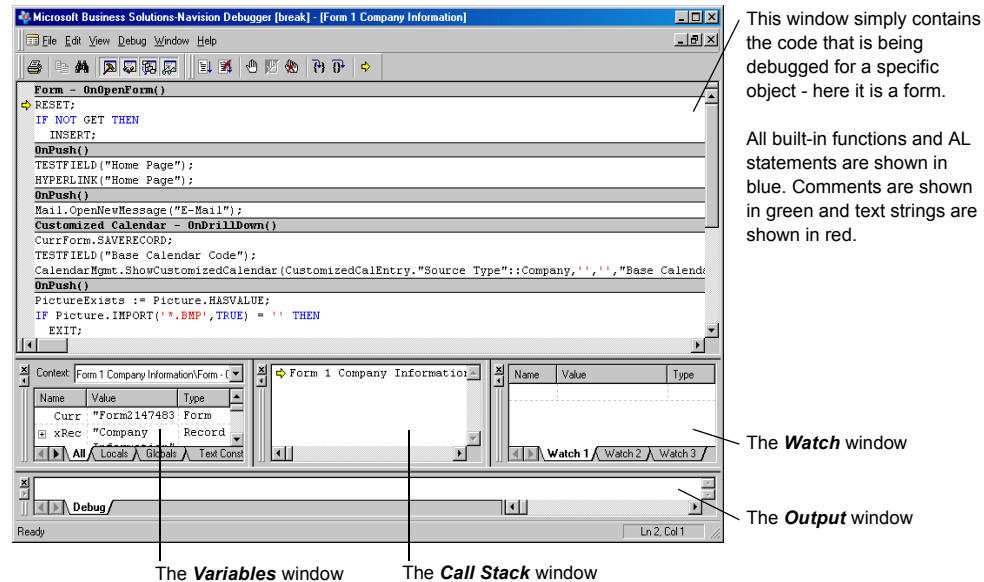 Microsoft Business Solutions-Navision Debugger [break] - [Form 1 Company Information]
File Edit View Debug Window Help
Form - OnOpenForm()
RESET;
IF NOT GET THEN
INSERT;
OnPush()
TESTFIELD("Home Page");
HYPERLINK("Home Page");
OnPush()
Mail.OpenNewMessage("E-Mail");
Customized Calendar - OnDrillDown()
CurrForm.SAVERECORD;
TESTFIELD("Base Calendar Code");
CalendarMgmt.ShowCustomizedCalendar(CustomizedCalEntry."Source Type"::Company,'','',"Base Calenda
OnPush()
PictureExists := Picture.HASVALUE;
IF Picture.IMPORT('*.BMP',TRUE) = '' THEN
EXIT;
This window simply contains
the code that is being
debugged for a specific
object - here it is a form.
All built-in functions and AL
statements are shown in
blue. Comments are shown
in green and text strings are
shown in red.
Context: Form 1 Company Information\Form - (
Name Value Type
Curr "Form2147483 Form
xRec "Company Record
Information"
All Locals Globals Text Const
Form 1 Company Information
Name Value Type
Watch 1 Watch 2 Watch 3
The Watch window
Debug
The Output window
Ready Ln 2, Col 1
The Variables window
The Call Stack window